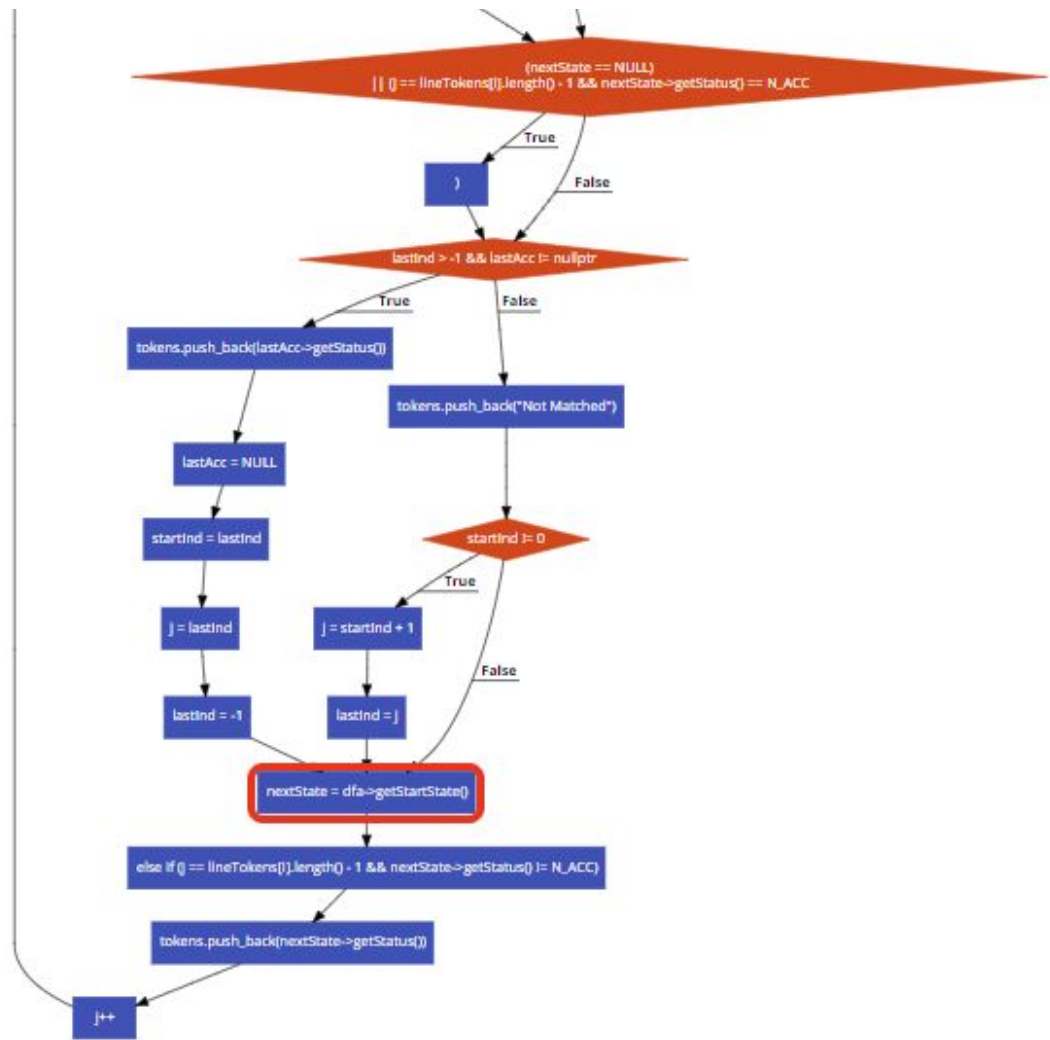 (nextState == NULL)
|| (j == lineTokens[i].length() - 1 && nextState->getStatus() == N_ACC
True
)
False
lastInd > -1 && lastAcc != nullptr
True
False
tokens.push_back(lastAcc->getStatus())
tokens.push_back("Not Matched")
lastAcc = NULL
startInd = lastInd
startInd != 0
True
j = lastInd
j = startInd + 1
False
lastInd = -1
lastInd = j
nextState = dfa->getStartState()
else if (j == lineTokens[i].length() - 1 && nextState->getStatus() != N_ACC)
tokens.push_back(nextState->getStatus())
j++